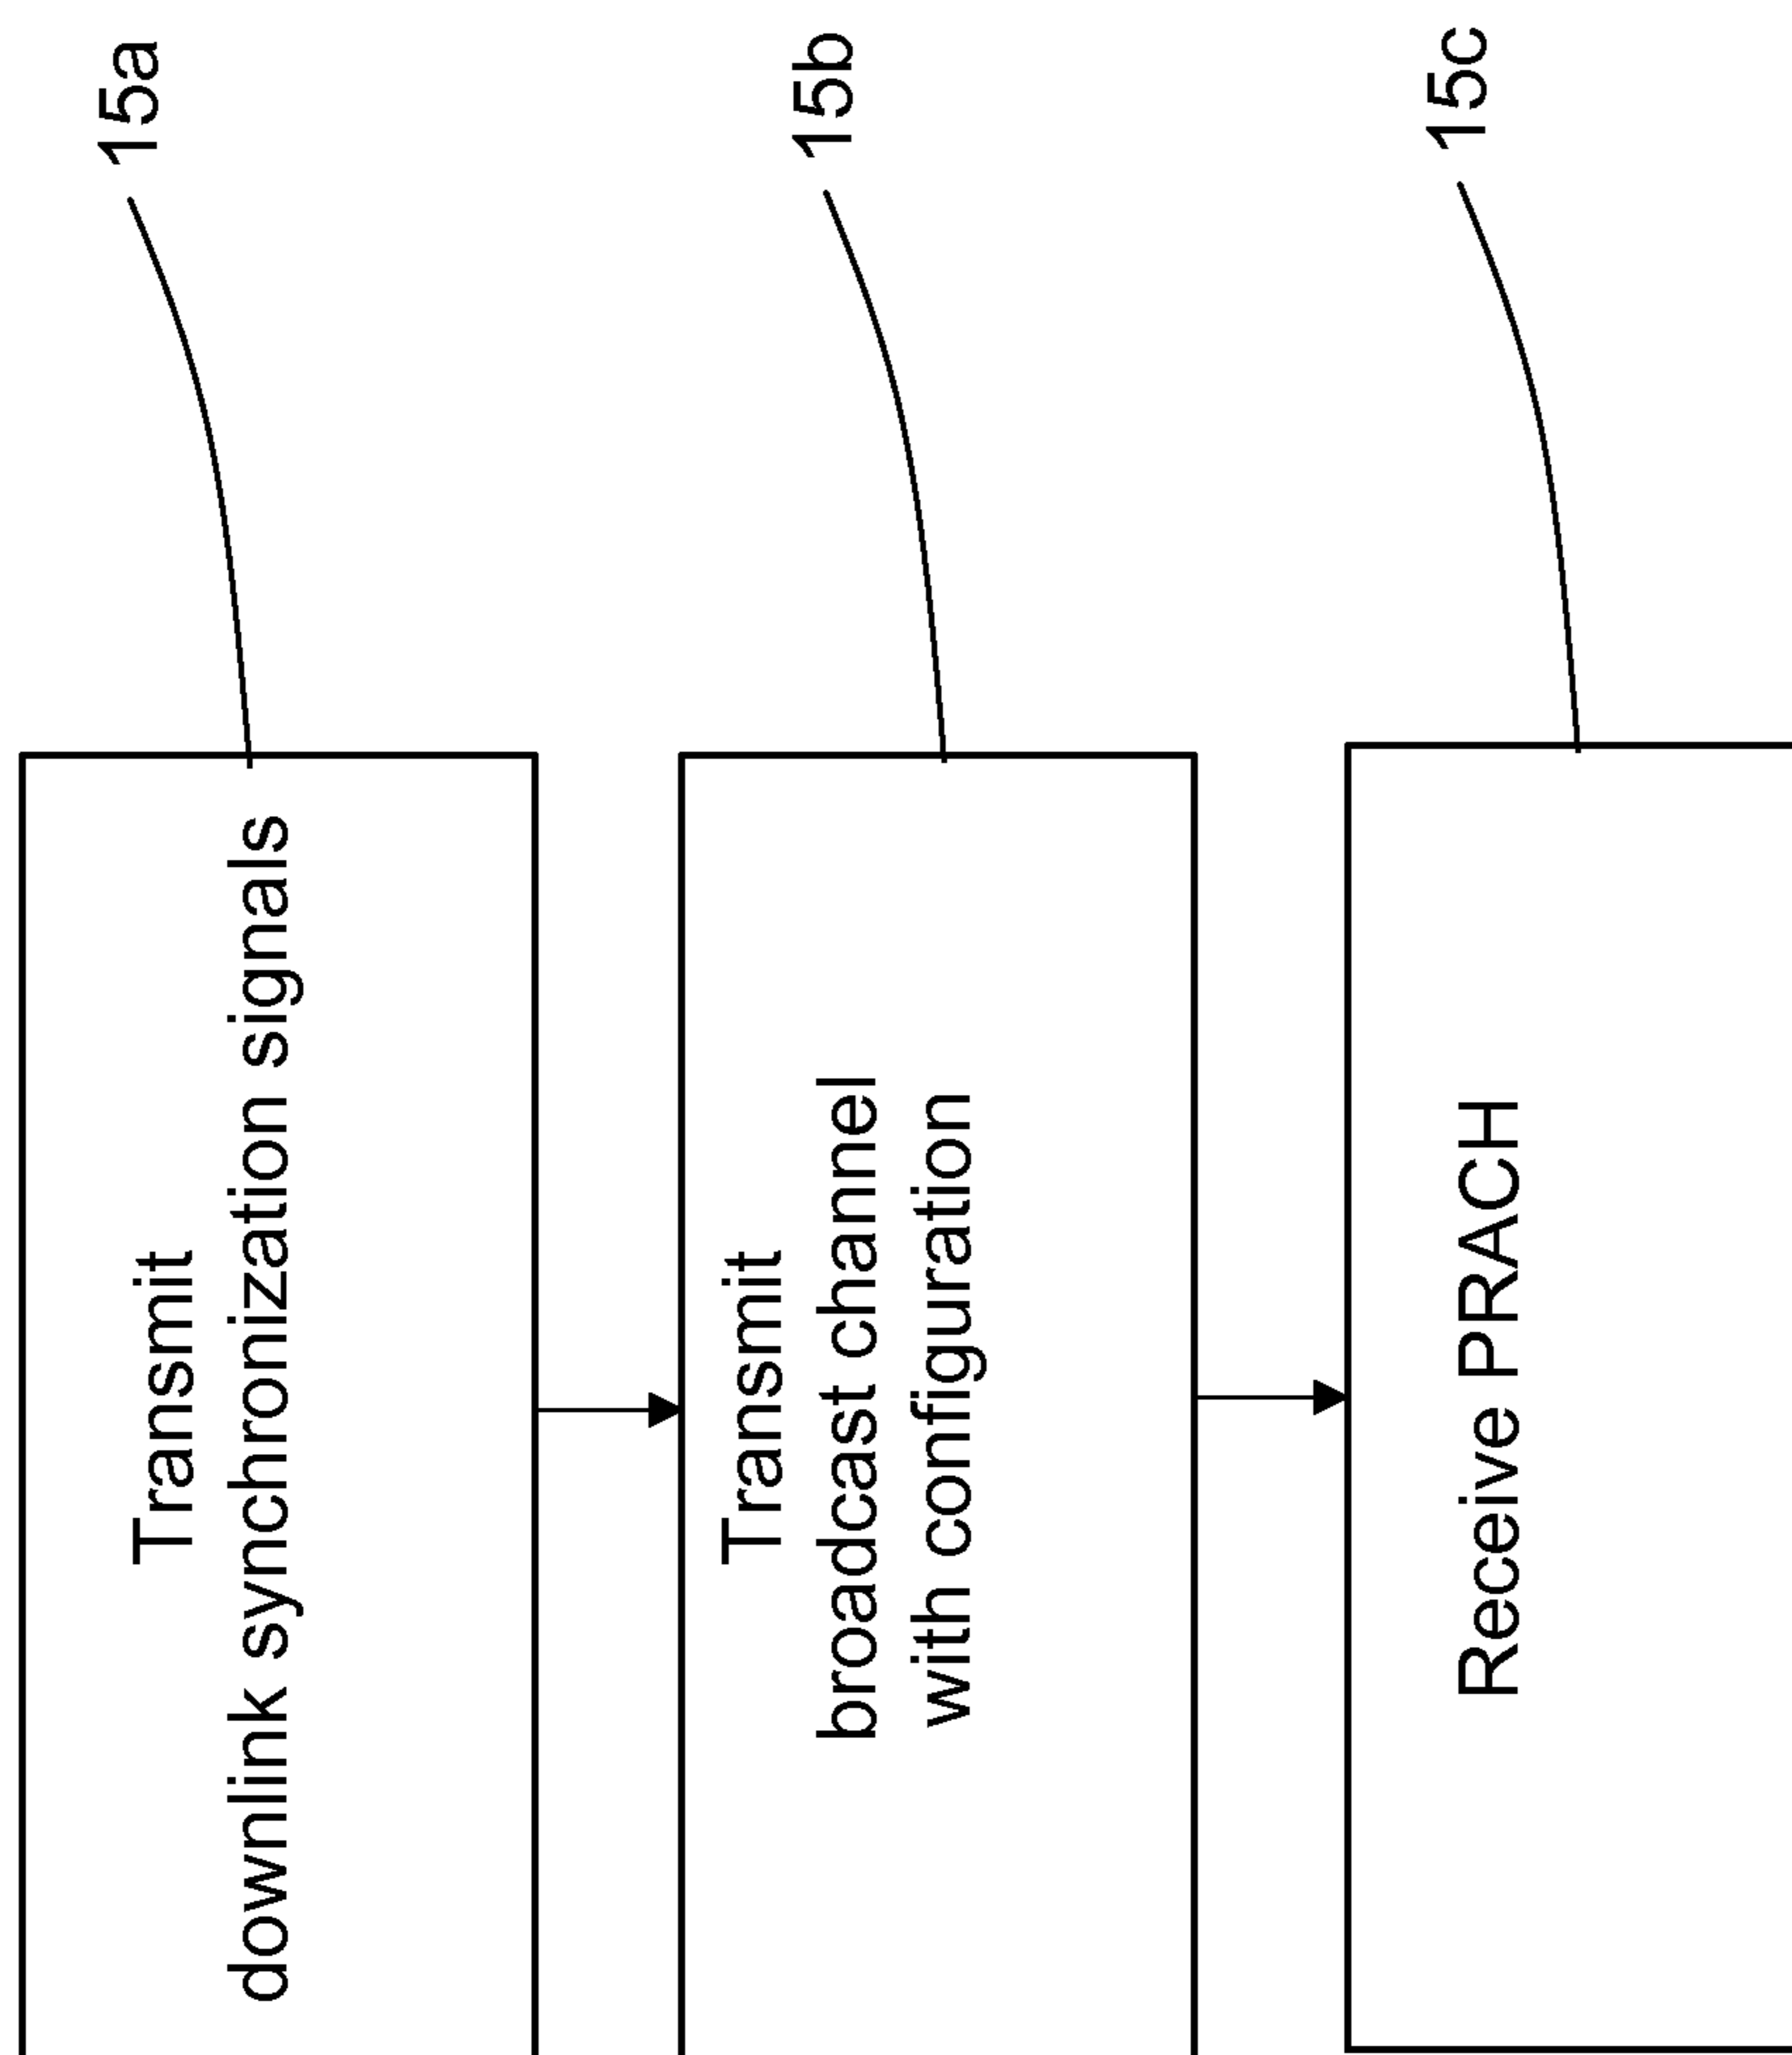 Transmit
downlink synchronization signals
15a
Transmit
broadcast channel
with configuration
15b
Receive PRACH
15c